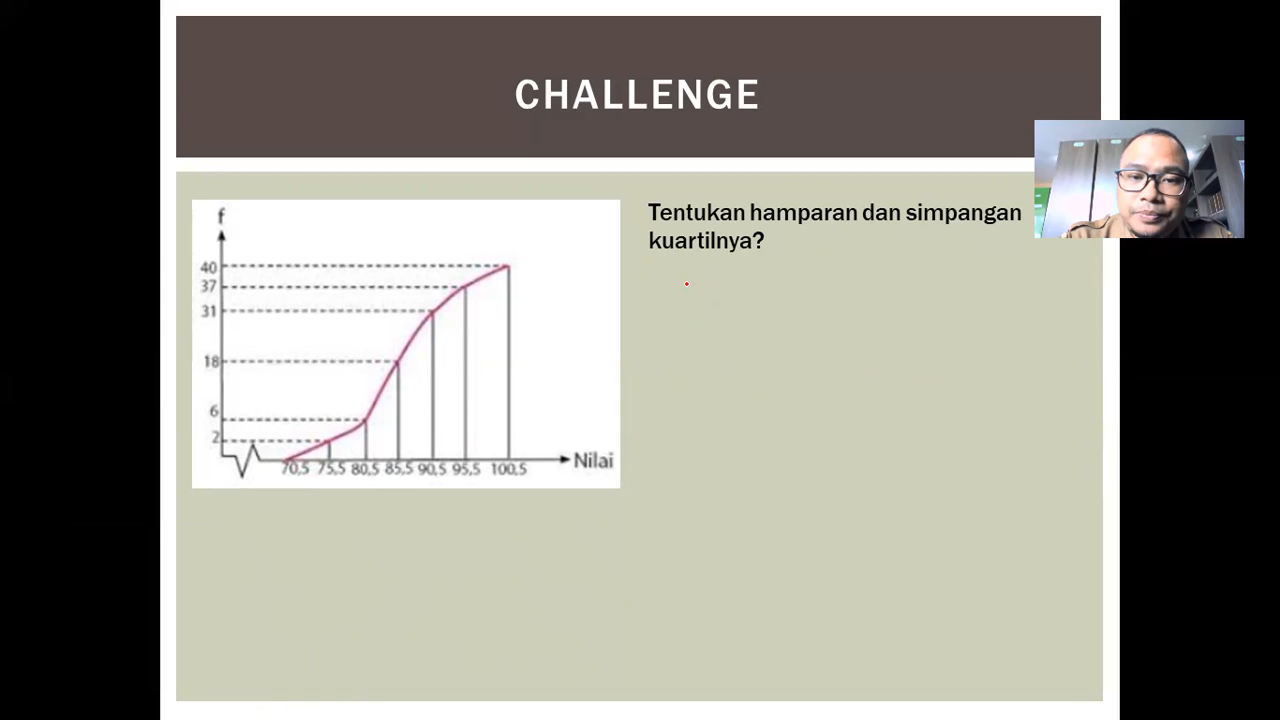 CHALLENGE
Tentukan hamparan dan simpangan
kuartilnya?
f
40
37
31
18
6
2
70,5 75,5 80,5 85,5 90,5 95,5 100,5
Nilai